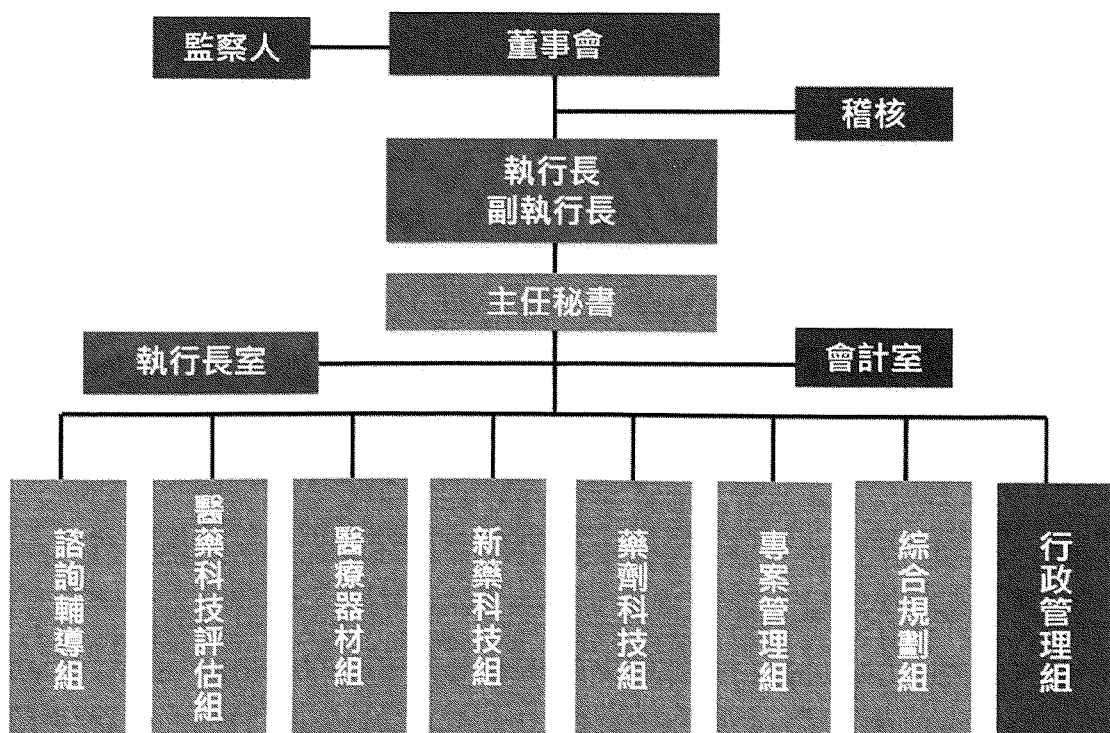 監察人
董事會
稽核
執行長
副執行長
主任秘書
執行長室
會計室
諮詢輔導組
醫藥科技評估組
醫療器材組
新藥科技組
藥劑科技組
專案管理組
綜合規劃組
行政管理組